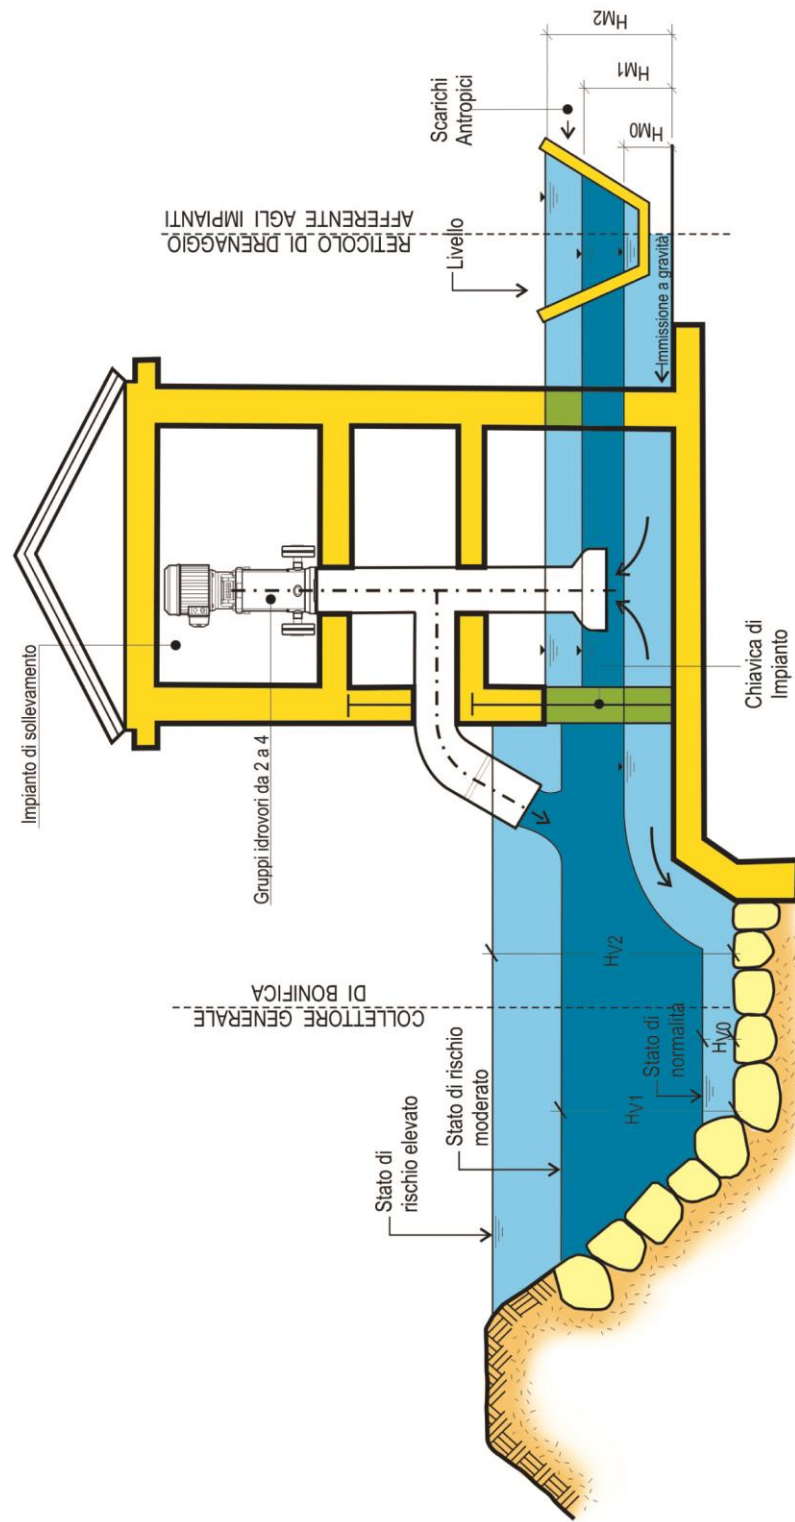 Impianto di sollevamento
Gruppi idrovori da 2 a 4
COLLETTORE GENERALE
DI BONIFICA
Stato di
rischio elevato
Stato di rischio
moderato
Stato di
normalità
HV1
HV0
HV2
Chiavica di
Impianto
RETICOLO DI DRENAGGIO
AFFERENTE AGLI IMPIANTI
Livello
Immissione a gravità
Scarichi
Antropici
HM0
HM1
HM2